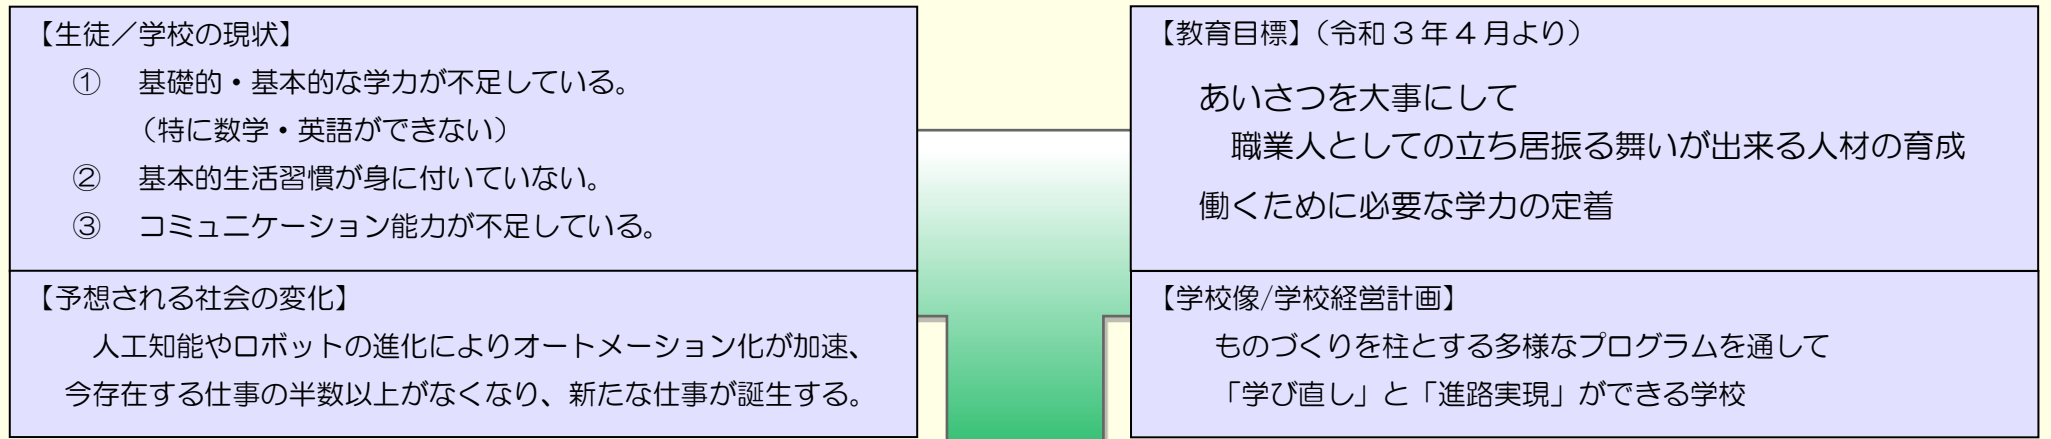 【生徒／学校の現状】
① 基礎的・基本的な学力が不足している。
（特に数学・英語ができない）
② 基本的生活習慣が身に付いていない。
③ コミュニケーション能力が不足している。
【予想される社会の変化】
人工知能やロボットの進化によりオートメーション化が加速、
今存在する仕事の半数以上がなくなり、新たな仕事が誕生する。
【教育目標】（令和３年４月より）
あいさつを大事にして
職業人としての立ち居振る舞いが出来る人材の育成
働くために必要な学力の定着
【学校像/学校経営計画】
ものづくりを柱とする多様なプログラムを通して
「学び直し」と「進路実現」ができる学校